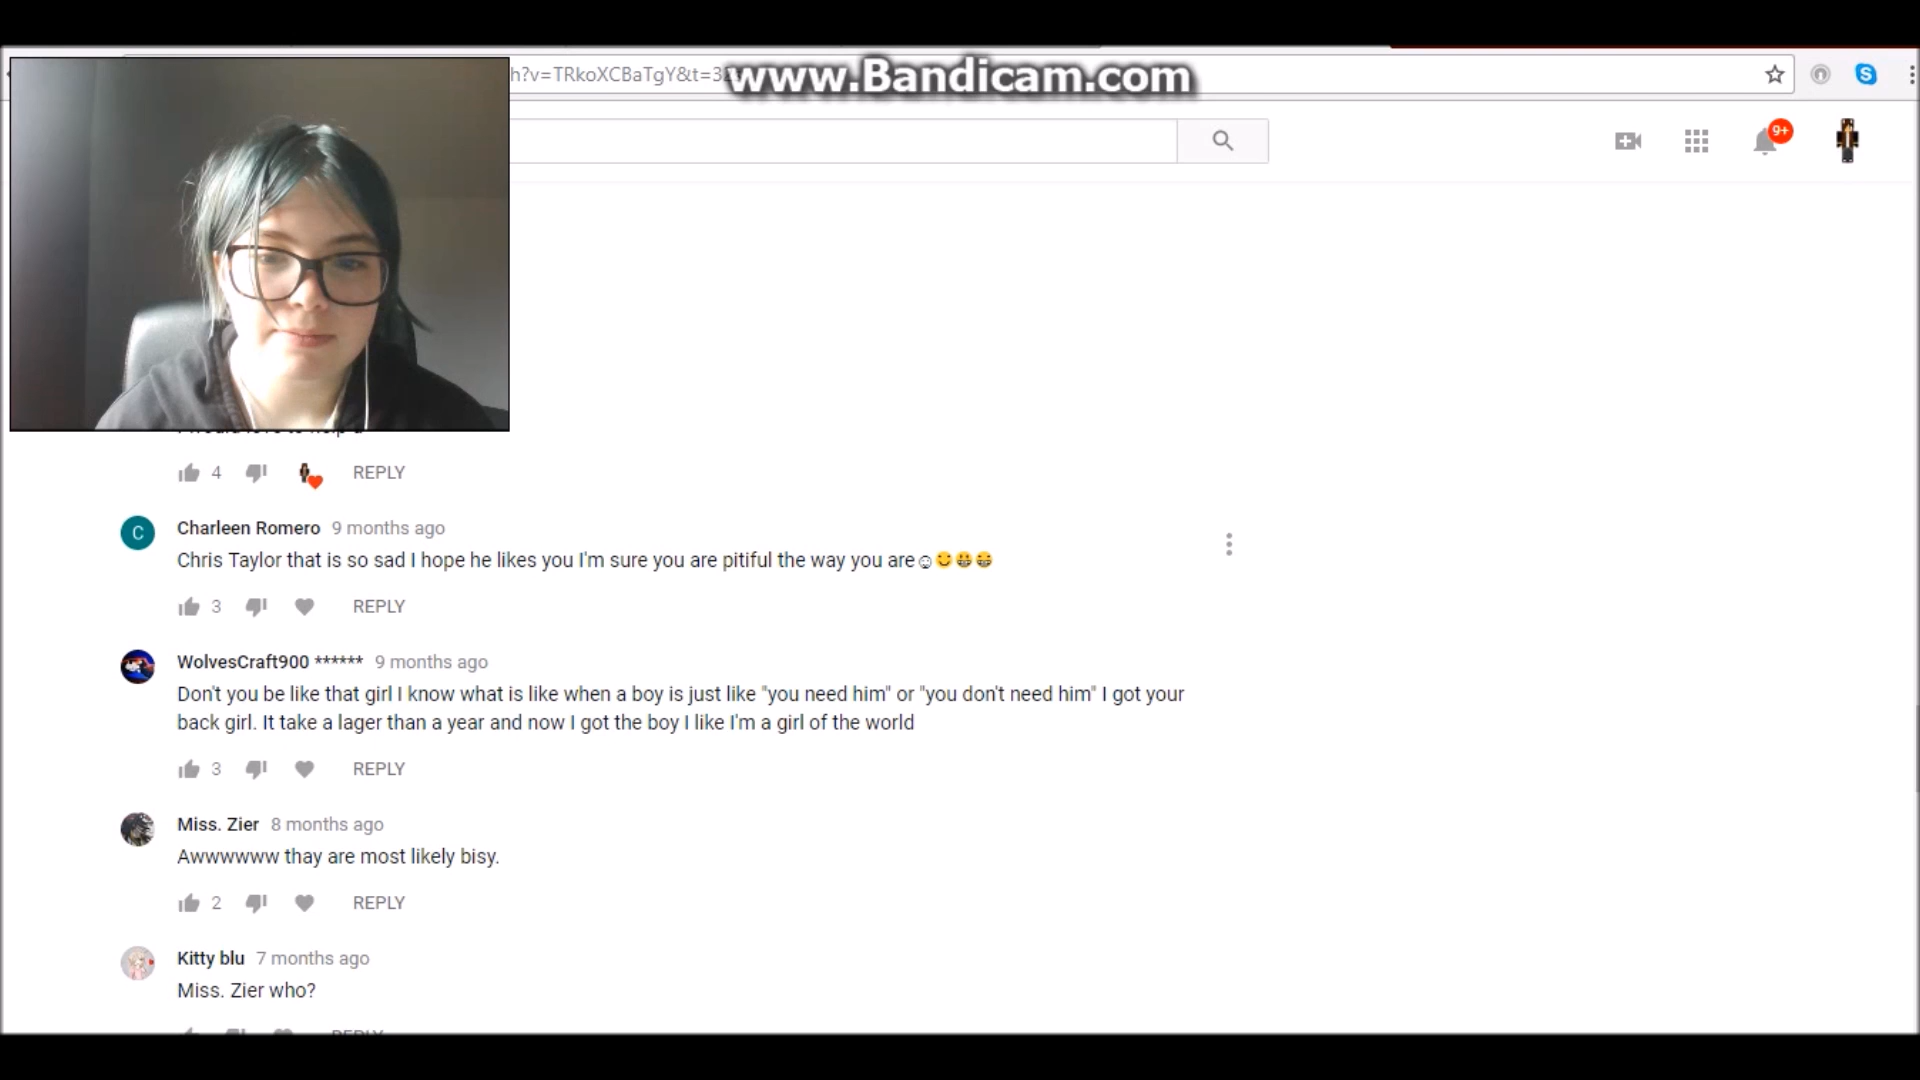 h?v=TRkoXCBaTgY&t=3
www.Bandicam.com
9+
4 REPLY
C
Charleen Romero 9 months ago
Chris Taylor that is so sad I hope he likes you I'm sure you are pitiful the way you are☺😊😀😁
3 REPLY
WolvesCraft900 ****** 9 months ago
Don't you be like that girl I know what is like when a boy is just like "you need him" or "you don't need him" I got your
back girl. It take a lager than a year and now I got the boy I like I'm a girl of the world
3 REPLY
Miss. Zier 8 months ago
Awwwwww thay are most likely bisy.
2 REPLY
Kitty blu 7 months ago
Miss. Zier who?
REPLY